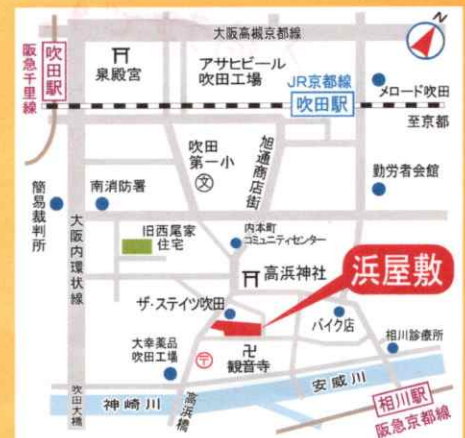 N
大阪高槻京都線
阪急千里線
吹田駅
泉殿宮
アサヒビール
吹田工場
JR京都線
吹田駅
メロード吹田
至京都
吹田
第一小
文
旭通商店街
勤労者会館
簡易裁判所
南消防署
大阪内環状線
旧西尾家
住宅
内本町
コミュニティセンター
高浜神社
浜屋敷
ザ・ステイツ吹田
バイク店
大幸薬品
吹田工場
〒
卍
観音寺
相川診療所
吹田大橋
神崎川
高浜橋
安威川
相川駅
阪急京都線